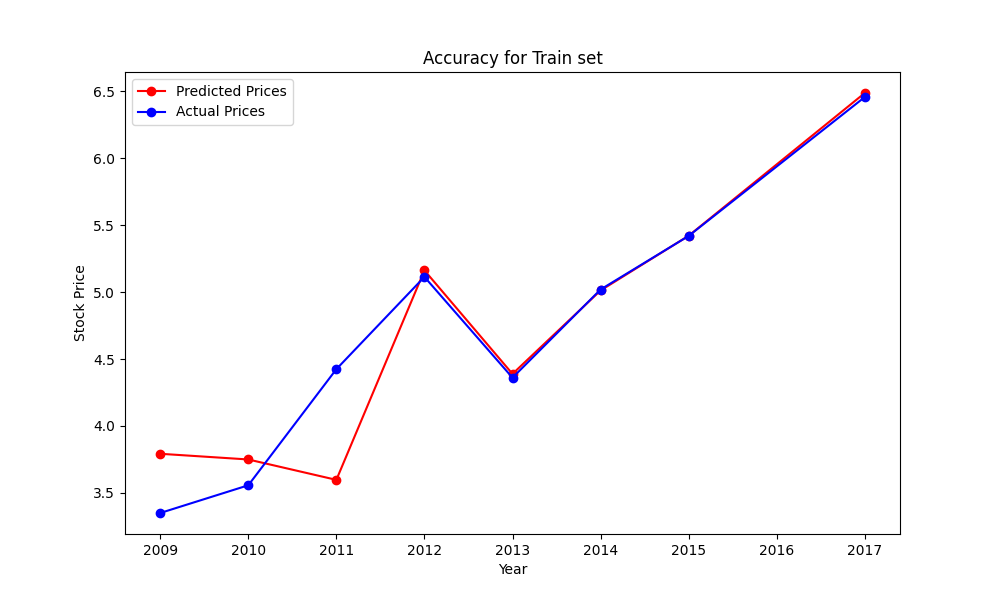 Accuracy for Train set
Predicted Prices
Actual Prices
6.5
6.0
5.5
5.0
4.5
4.0
3.5
Stock Price
2009 2010 2011 2012 2013 2014 2015 2016 2017
Year